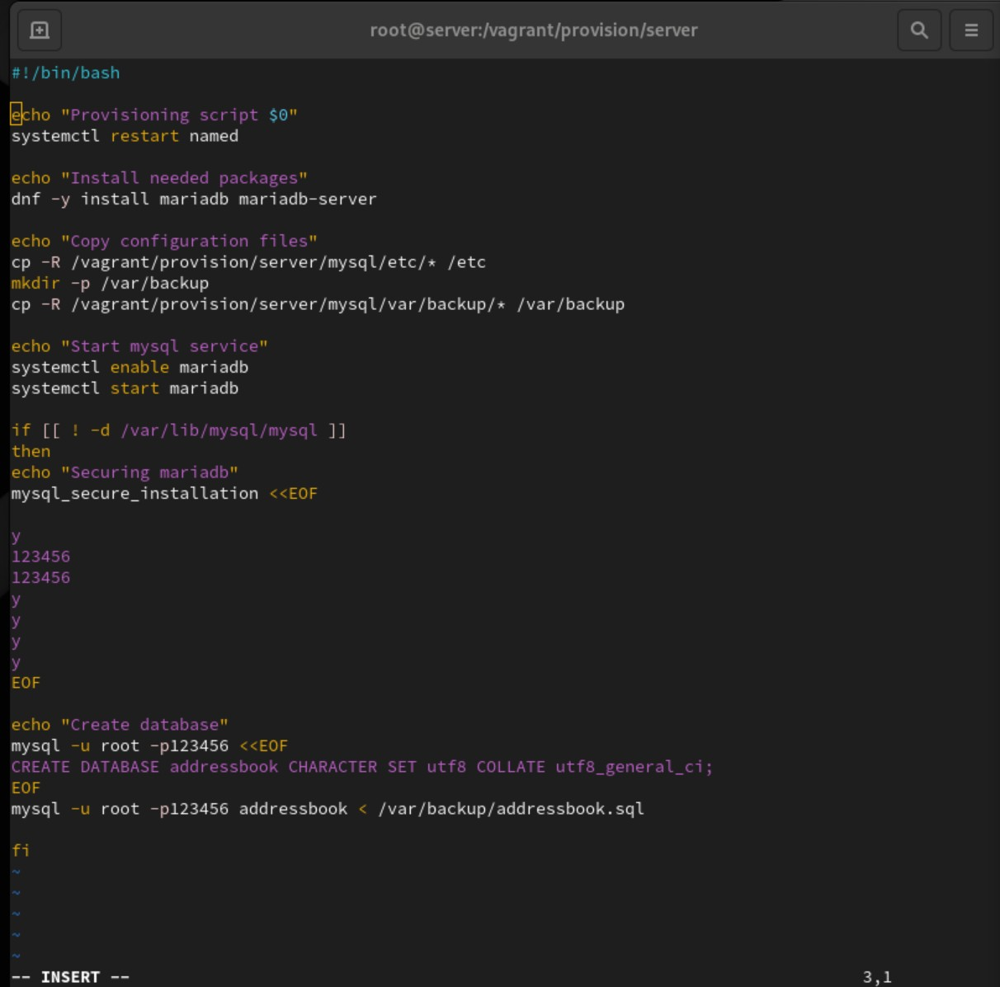 root@server:/vagrant/provision/server
#!/bin/bash
echo "Provisioning script $0"
systemctl restart named
echo "Install needed packages"
dnf -y install mariadb mariadb-server
echo "Copy configuration files"
cp -R /vagrant/provision/server/mysql/etc/* /etc
mkdir -p /var/backup
cp -R /vagrant/provision/server/mysql/var/backup/* /var/backup
echo "Start mysql service"
systemctl enable mariadb
systemctl start mariadb
if [[ ! -d /var/lib/mysql/mysql ]]
then
echo "Securing mariadb"
mysql_secure_installation <<EOF
y
123456
123456
y
y
y
y
EOF
echo "Create database"
mysql -u root -p123456 <<EOF
CREATE DATABASE addressbook CHARACTER SET utf8 COLLATE utf8_general_ci;
EOF
mysql -u root -p123456 addressbook < /var/backup/addressbook.sql
fi
~
~
~
~
~
-- INSERT -- 3,1